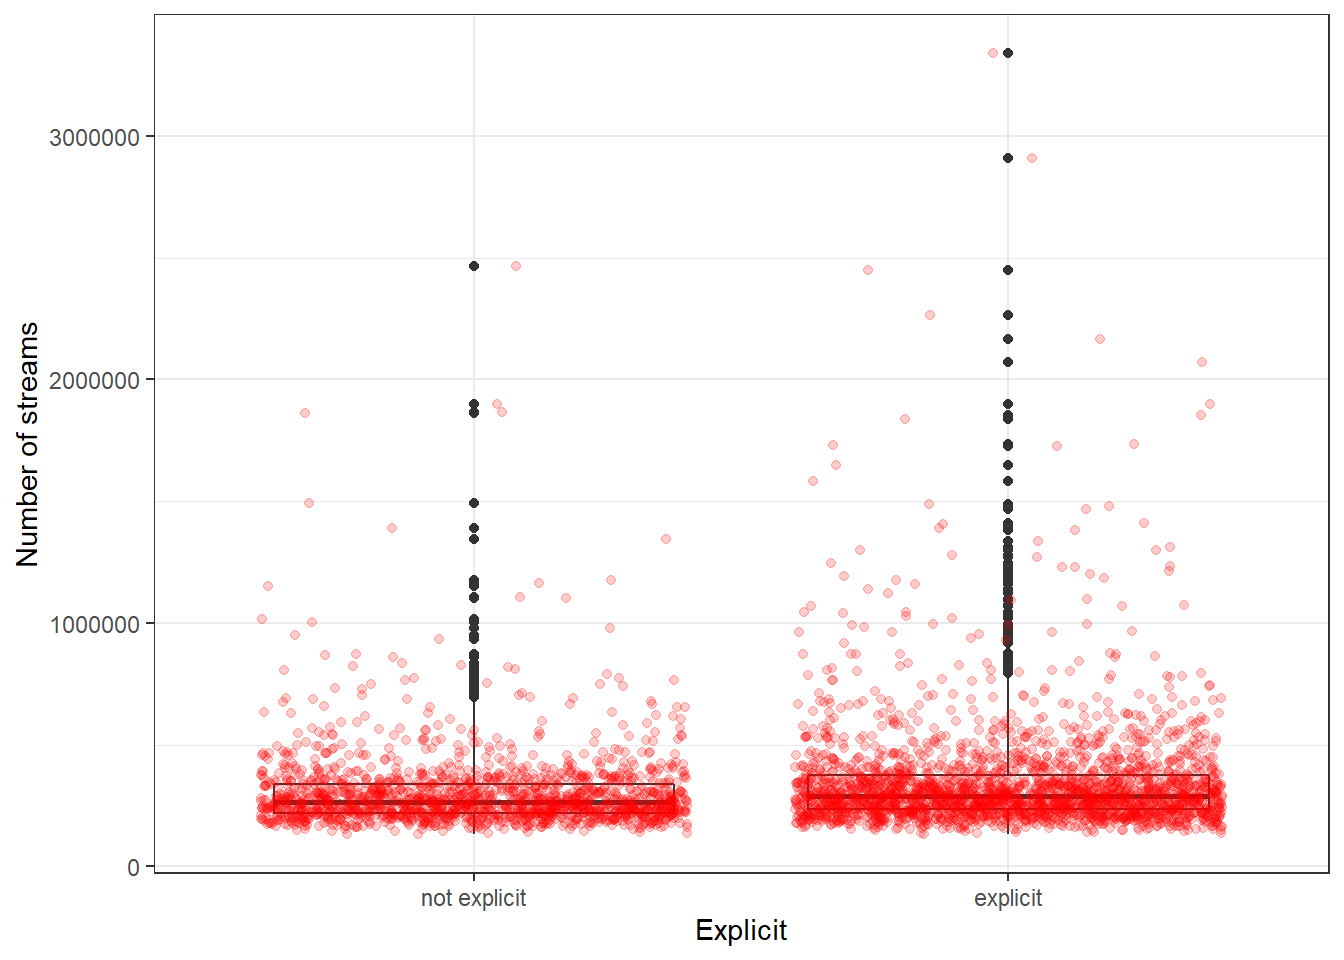 Number of streams
3000000
2000000
1000000
0
not explicit
explicit
Explicit